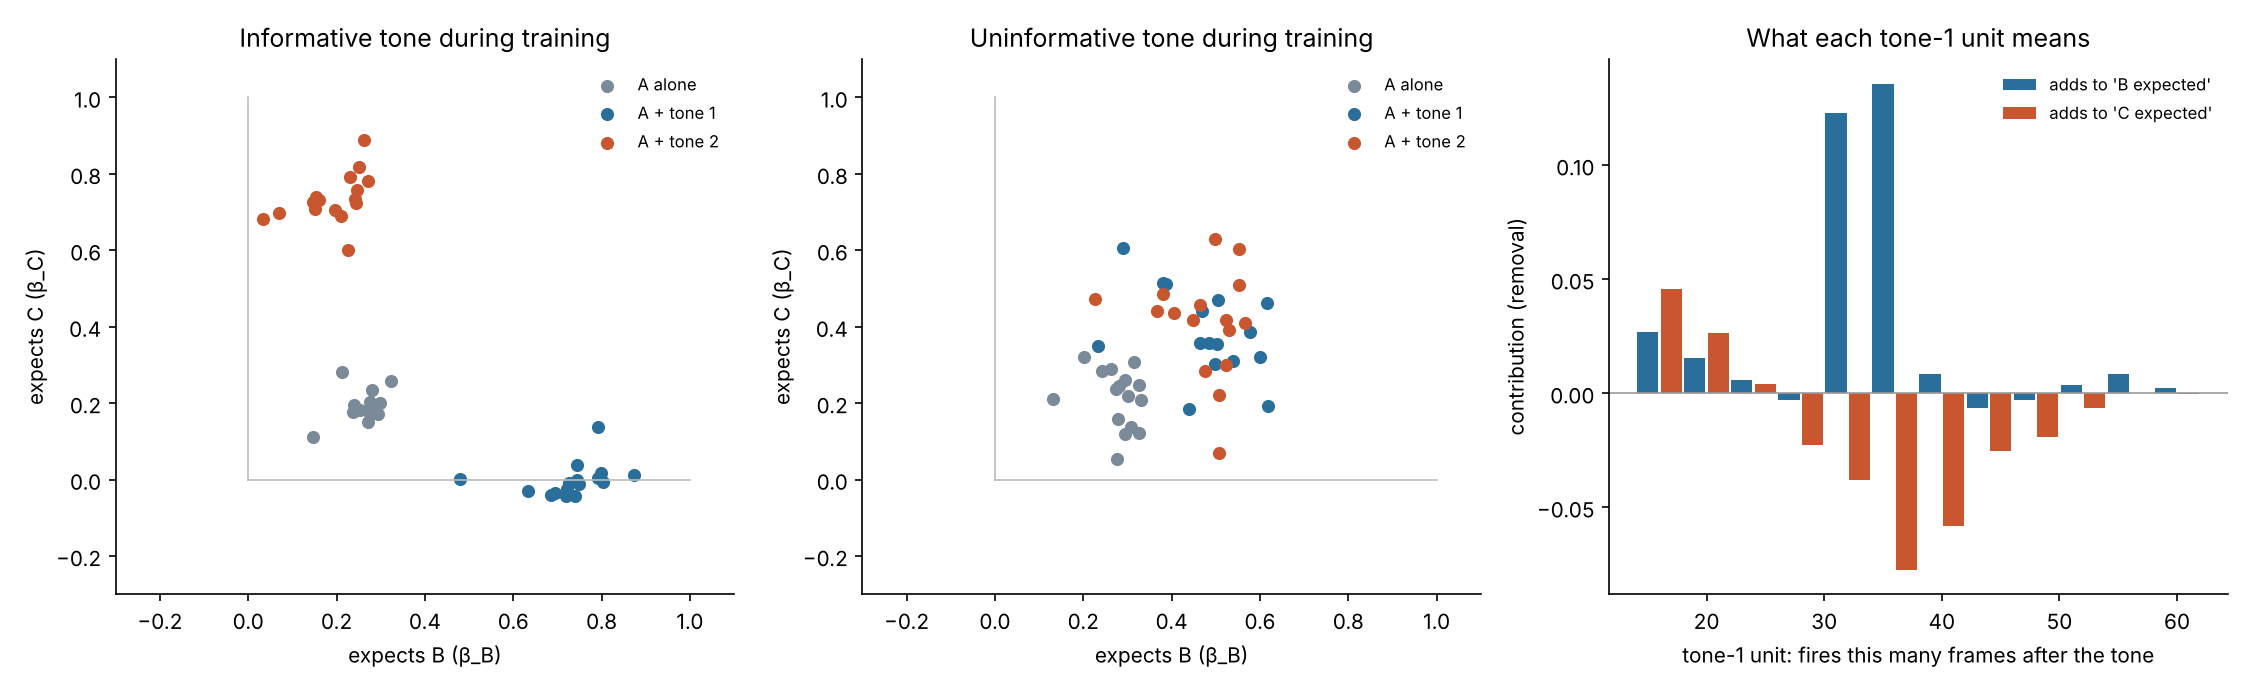 Informative tone during training
A alone
A + tone 1
A + tone 2
1.0
0.8
0.6
0.4
0.2
0.0
−0.2
−0.2
0.0
0.2
0.4
0.6
0.8
1.0
expects C (β_C)
expects B (β_B)
Uninformative tone during training
A alone
A + tone 1
A + tone 2
1.0
0.8
0.6
0.4
0.2
0.0
−0.2
−0.2
0.0
0.2
0.4
0.6
0.8
1.0
expects C (β_C)
expects B (β_B)
What each tone-1 unit means
adds to 'B expected'
adds to 'C expected'
0.10
0.05
0.00
−0.05
20
30
40
50
60
contribution (removal)
tone-1 unit: fires this many frames after the tone